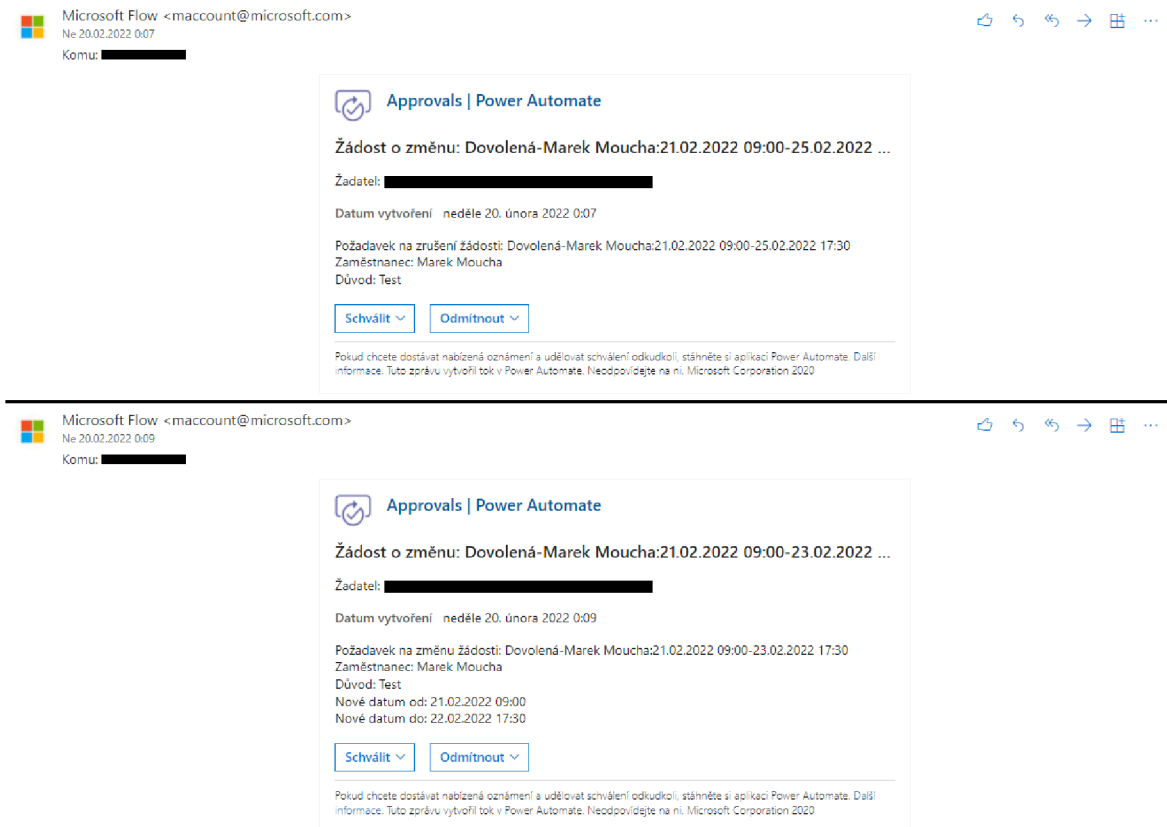 Microsoft Flow <maccount@microsoft.com>
Ne 20.02.2022 0:07
Komu:
Approvals | Power Automate
Žádost o změnu: Dovolená-Marek Moucha:21.02.2022 09:00-25.02.2022 ...
Žadatel:
Datum vytvoření neděle 20. února 2022 0:07
Požadavek na zrušení žádosti: Dovolená-Marek Moucha:21.02.2022 09:00-25.02.2022 17:30
Zaměstnanec: Marek Moucha
Důvod: Test
Schválit
Odmítnout
Pokud chcete dostávat nabízená oznámení a udělovat schválení odkudkoli, stáhněte si aplikaci Power Automate. Další
informace. Tuto zprávu vytvořil tok v Power Automate. Neodpovídejte na ni. Microsoft Corporation 2020
Microsoft Flow <maccount@microsoft.com>
Ne 20.02.2022 0:09
Komu:
Approvals | Power Automate
Žádost o změnu: Dovolená-Marek Moucha:21.02.2022 09:00-23.02.2022 ...
Žadatel:
Datum vytvoření neděle 20. února 2022 0:09
Požadavek na změnu žádosti: Dovolená-Marek Moucha:21.02.2022 09:00-23.02.2022 17:30
Zaměstnanec: Marek Moucha
Důvod: Test
Nové datum od: 21.02.2022 09:00
Nové datum do: 22.02.2022 17:30
Schválit
Odmítnout
Pokud chcete dostávat nabízená oznámení a udělovat schválení odkudkoli, stáhněte si aplikaci Power Automate. Další
informace. Tuto zprávu vytvořil tok v Power Automate. Neodpovídejte na ni. Microsoft Corporation 2020